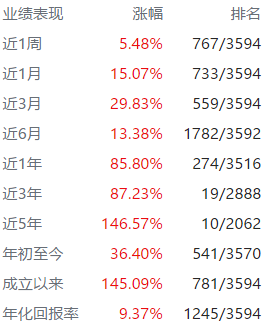 业绩表现 涨幅 排名
近1周 5.48% 767/3594
近1月 15.07% 733/3594
近3月 29.83% 559/3594
近6月 13.38% 1782/3592
近1年 85.80% 274/3516
近3年 87.23% 19/2888
近5年 146.57% 10/2062
年初至今 36.40% 541/3570
成立以来 145.09% 781/3594
年化回报率 9.37% 1245/3594